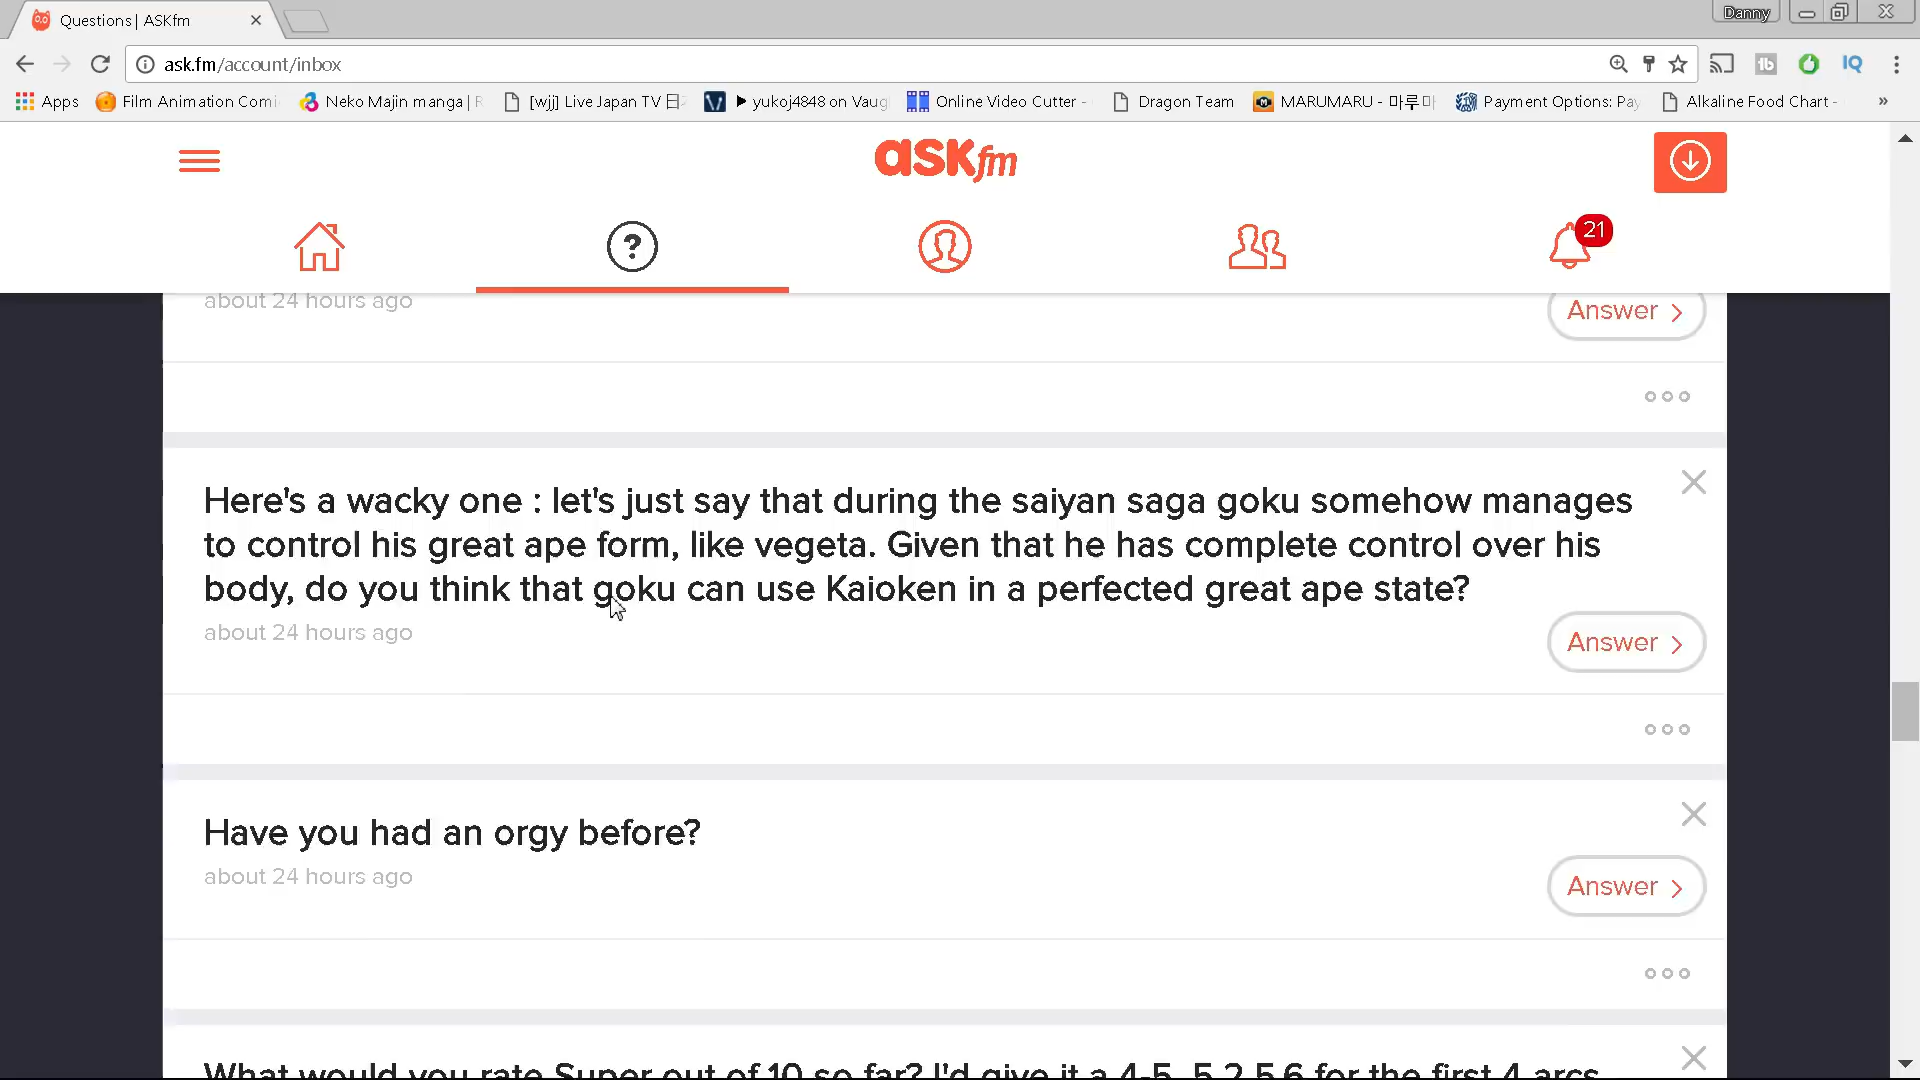 Questions | ASKfm
Danny
ask.fm/account/inbox
Apps Film Animation Comi Neko Majin manga | R [wjj] Live Japan TV 日 ▶ yukoj4848 on Vaug Online Video Cutter - Dragon Team MARUMARU - 마루마 Payment Options: Pay Alkaline Food Chart - »
ASKfm
21
about 24 hours ago
Answer
Here's a wacky one : let's just say that during the saiyan saga goku somehow manages
to control his great ape form, like vegeta. Given that he has complete control over his
body, do you think that goku can use Kaioken in a perfected great ape state?
about 24 hours ago
Answer
Have you had an orgy before?
about 24 hours ago
Answer
What would you rate Super out of 10 so far? I'd give it a 4-5, 5.2,5.6 for the first 4 arcs